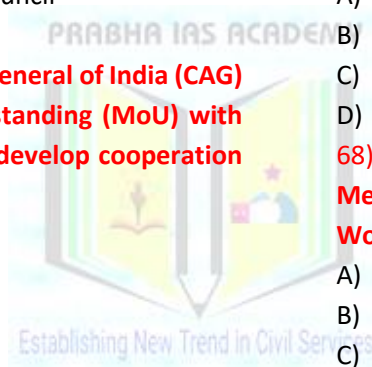 PRABHA IAS ACADEMY
eneral of India (CAG)
standing (MoU) with
develop cooperation
Establishing New Trend in Civil Services
B)
C)
D)
68)
Me
Wo
A)
B)
C)